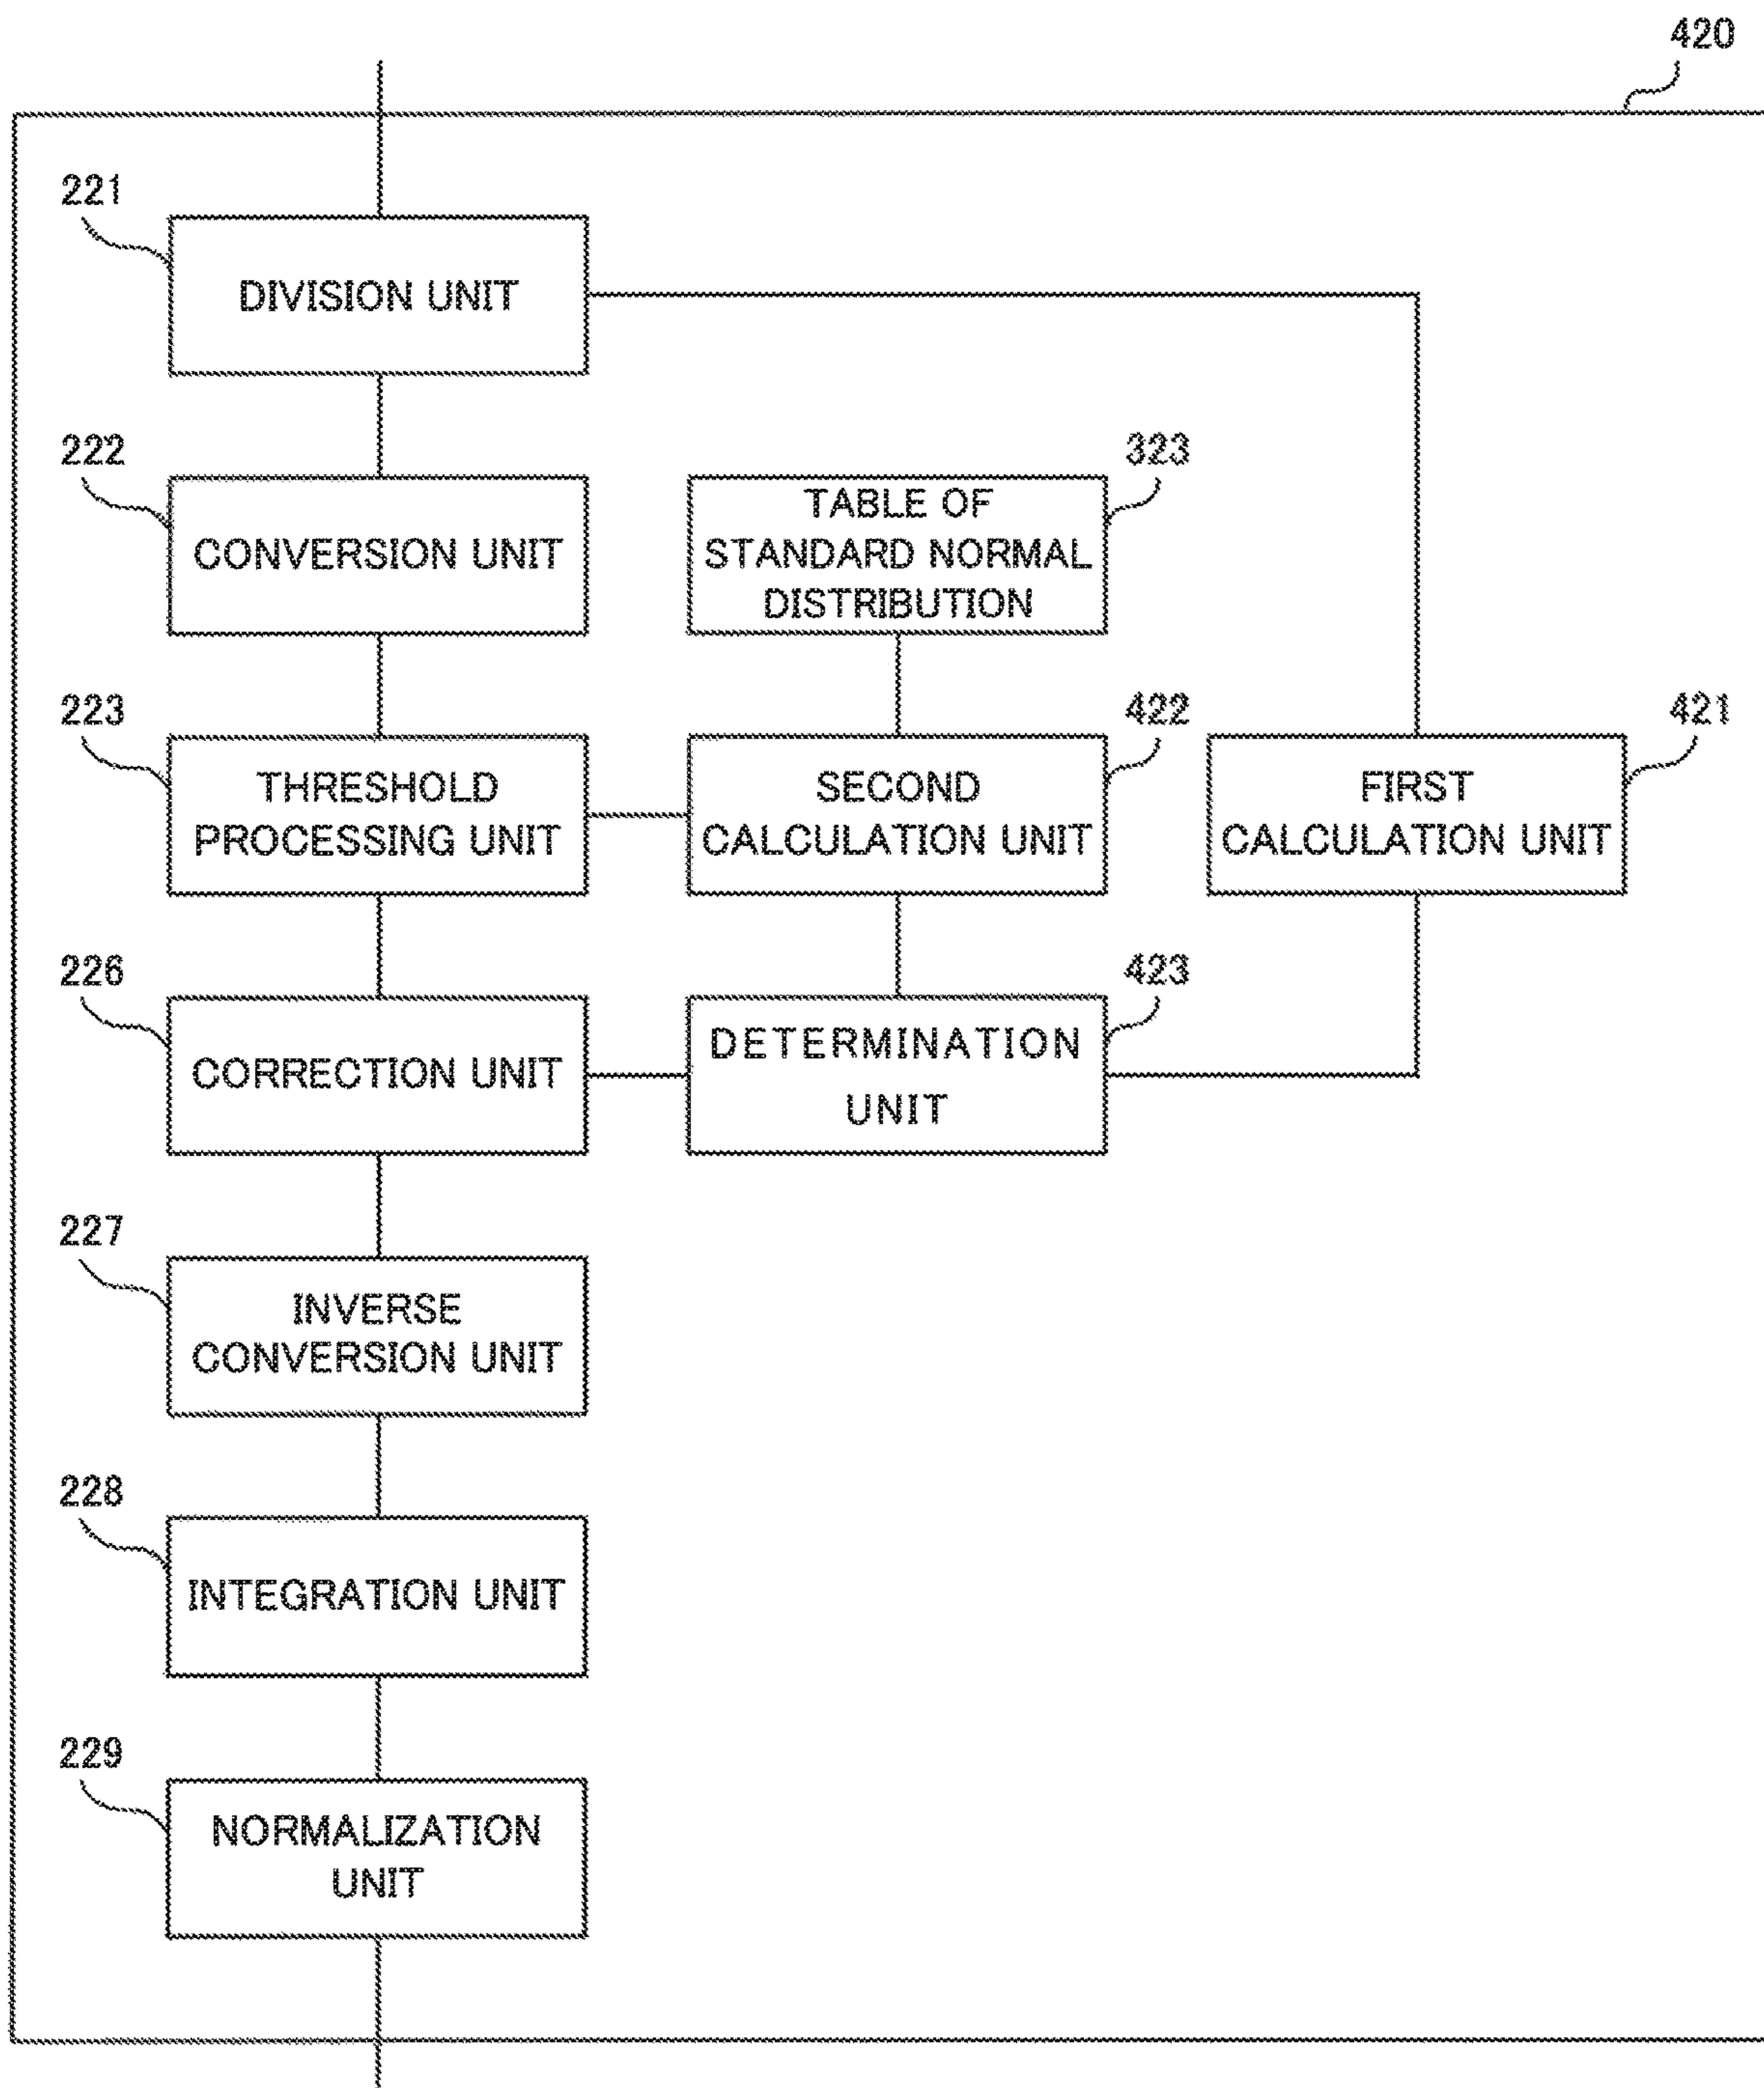 420
221
DIVISION UNIT
222
CONVERSION UNIT
323
TABLE OF
STANDARD NORMAL
DISTRIBUTION
223
THRESHOLD
PROCESSING UNIT
422
SECOND
CALCULATION UNIT
421
FIRST
CALCULATION UNIT
226
CORRECTION UNIT
423
DETERMINATION
UNIT
227
INVERSE
CONVERSION UNIT
228
INTEGRATION UNIT
229
NORMALIZATION
UNIT